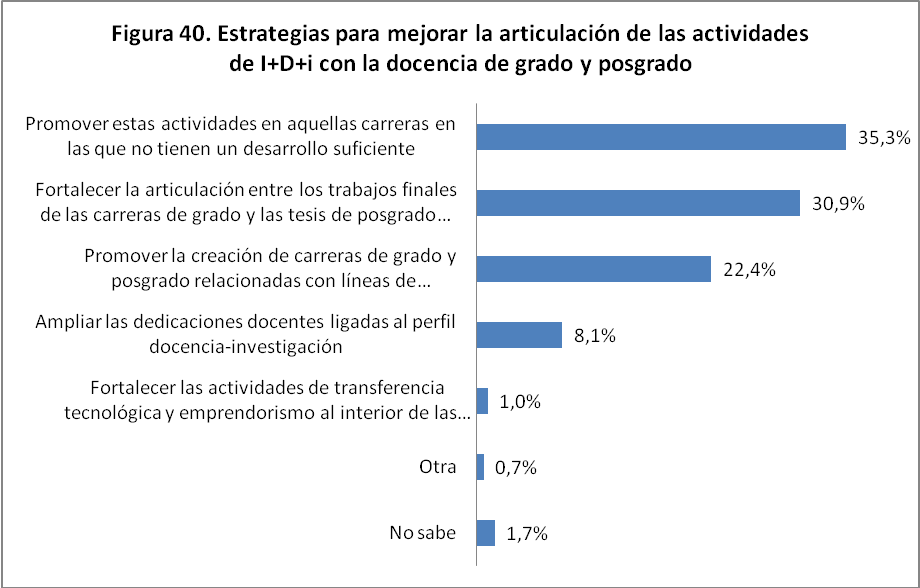 Figura 40. Estrategias para mejorar la articulación de las actividades
de I+D+i con la docencia de grado y posgrado
Promover estas actividades en aquellas carreras en
las que no tienen un desarrollo suficiente
35,3%
Fortalecer la articulación entre los trabajos finales
de las carreras de grado y las tesis de posgrado...
30,9%
Promover la creación de carreras de grado y
posgrado relacionadas con líneas de...
22,4%
Ampliar las dedicaciones docentes ligadas al perfil
docencia-investigación
8,1%
Fortalecer las actividades de transferencia
tecnológica y emprendorismo al interior de las...
1,0%
Otra
0,7%
No sabe
1,7%